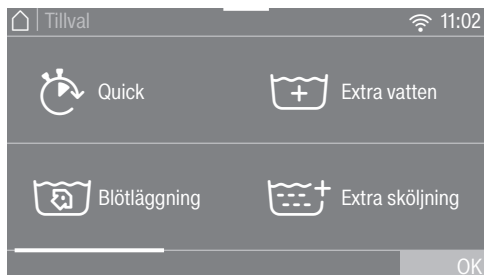 Tillval
11:02
Quick
Extra vatten
Blötläggning
Extra sköljning
OK